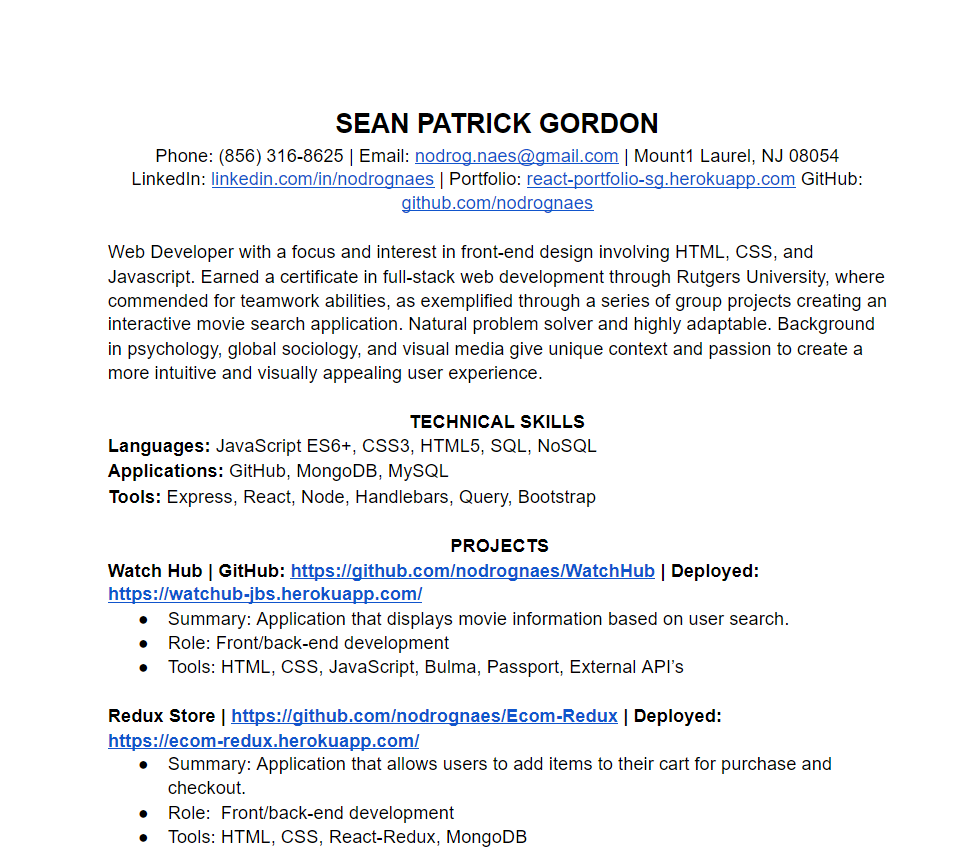 SEAN PATRICK GORDON
Phone: (856) 316-8625 | Email: nodrog.naes@gmail.com | Mount1 Laurel, NJ 08054
LinkedIn: linkedin.com/in/nodrognaes | Portfolio: react-portfolio-sg.herokuapp.com GitHub:
github.com/nodrognaes
Web Developer with a focus and interest in front-end design involving HTML, CSS, and
Javascript. Earned a certificate in full-stack web development through Rutgers University, where
commended for teamwork abilities, as exemplified through a series of group projects creating an
interactive movie search application. Natural problem solver and highly adaptable. Background
in psychology, global sociology, and visual media give unique context and passion to create a
more intuitive and visually appealing user experience.
TECHNICAL SKILLS
Languages: JavaScript ES6+, CSS3, HTML5, SQL, NoSQL
Applications: GitHub, MongoDB, MySQL
Tools: Express, React, Node, Handlebars, Query, Bootstrap
PROJECTS
Watch Hub | GitHub: https://github.com/nodrognaes/WatchHub | Deployed:
https://watchub-jbs.herokuapp.com/
● Summary: Application that displays movie information based on user search.
● Role: Front/back-end development
● Tools: HTML, CSS, JavaScript, Bulma, Passport, External API's
Redux Store | https://github.com/nodrognaes/Ecom-Redux | Deployed:
https://ecom-redux.herokuapp.com/
● Summary: Application that allows users to add items to their cart for purchase and
checkout.
● Role: Front/back-end development
● Tools: HTML, CSS, React-Redux, MongoDB